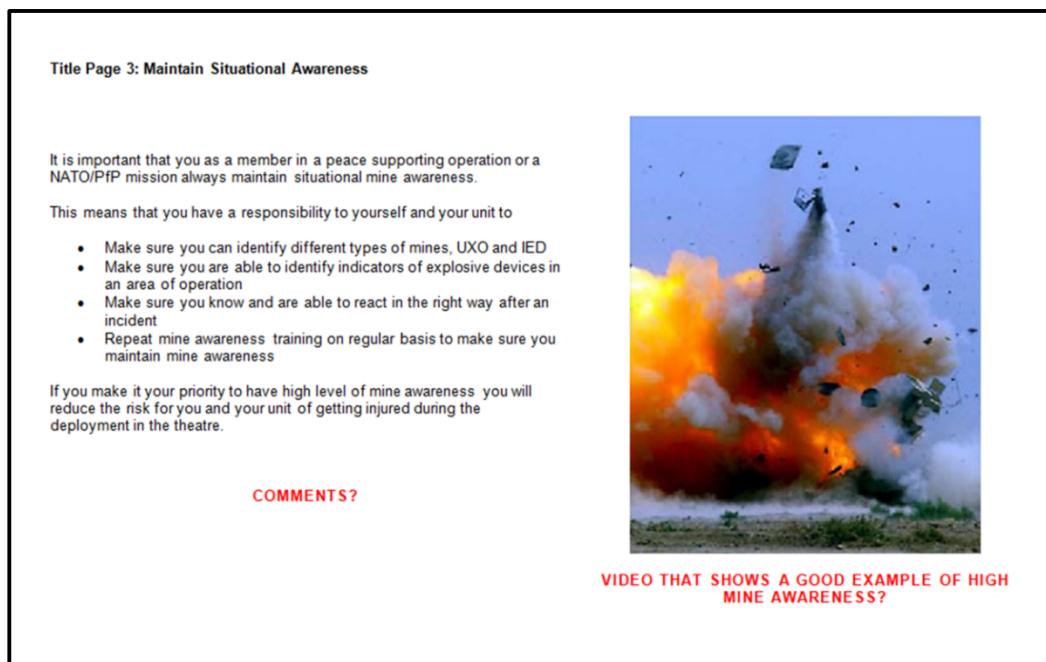 Title Page 3: Maintain Situational Awareness
It is important that you as a member in a peace supporting operation or a
NATO/PfP mission always maintain situational mine awareness.
This means that you have a responsibility to yourself and your unit to
• Make sure you can identify different types of mines, UXO and IED
• Make sure you are able to identify indicators of explosive devices in
an area of operation
• Make sure you know and are able to react in the right way after an
incident
• Repeat mine awareness training on regular basis to make sure you
maintain mine awareness
If you make it your priority to have high level of mine awareness you will
reduce the risk for you and your unit of getting injured during the
deployment in the theatre.
COMMENTS?
VIDEO THAT SHOWS A GOOD EXAMPLE OF HIGH
MINE AWARENESS?